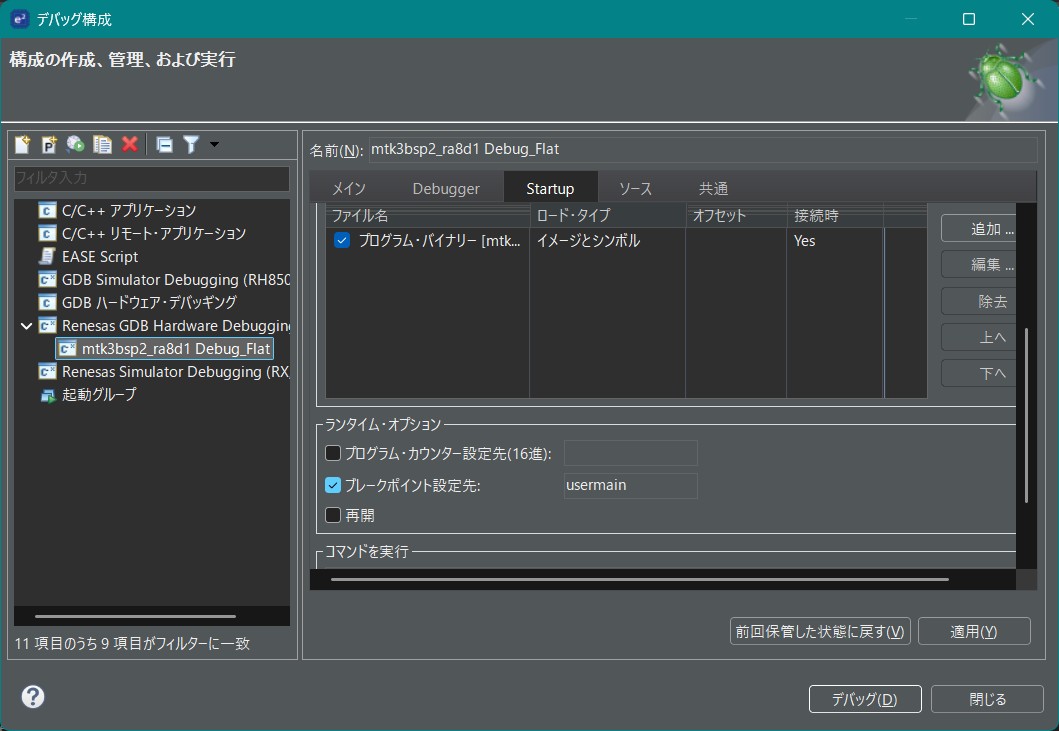 e² デバッグ構成
構成の作成、管理、および実行
フィルタ入力
C/C++ アプリケーション
C/C++ リモート・アプリケーション
EASE Script
GDB Simulator Debugging (RH850
GDB ハードウェア・デバッギング
Renesas GDB Hardware Debugging
mtk3bsp2_ra8d1 Debug_Flat
Renesas Simulator Debugging (RX,
起動グループ
11 項目のうち 9 項目がフィルターに一致
名前(N): mtk3bsp2_ra8d1 Debug_Flat
メイン Debugger Startup ソース 共通
ファイル名 ロード・タイプ オフセット 接続時
プログラム・バイナリー [mtk... イメージとシンボル Yes
追加 ...
編集 ...
除去
上へ
下へ
ランタイム・オプション
プログラム・カウンター設定先(16進):
ブレークポイント設定先: usermain
再開
コマンドを実行
前回保管した状態に戻す(V) 適用(Y)
? デバッグ(D) 閉じる